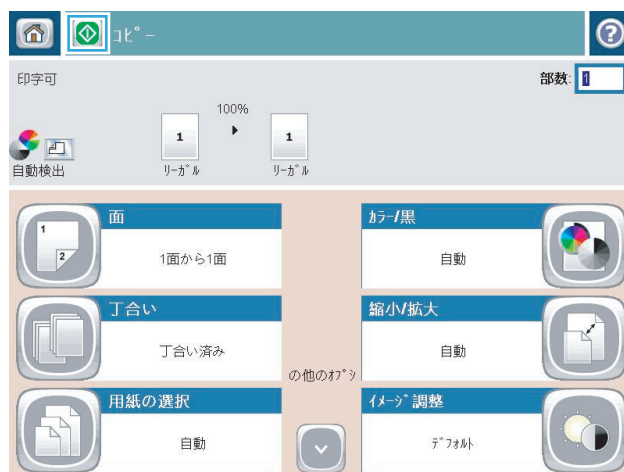 コピー
印字可
部数: 1
100%
1
1
自動検出
リーガル
リーガル
面
1
2
1面から1面
カラー/黒
自動
丁合い
丁合い済み
縮小/拡大
自動
の他のオプシ
用紙の選択
自動
イメージ調整
デフォルト